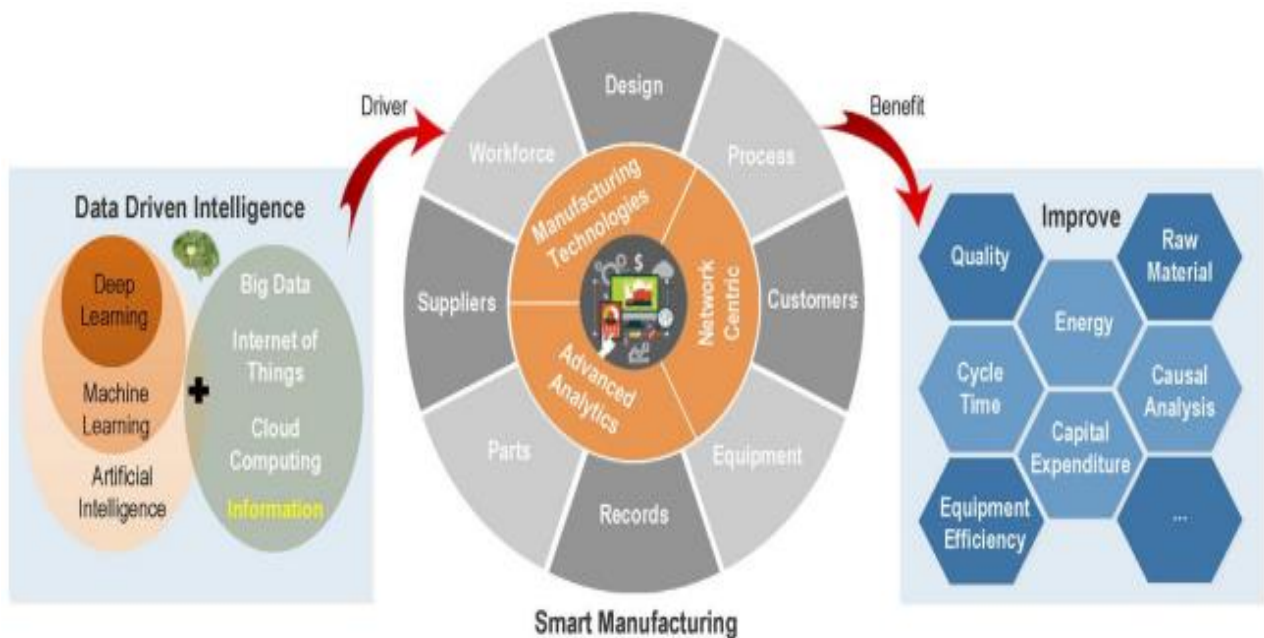 Driver
Data Driven Intelligence
Deep
Learning
Machine
Learning
Artificial
Intelligence
Big Data
Internet of
Things
Cloud
Computing
Information
Design
Process
Customers
Equipment
Records
Parts
Suppliers
Workforce
Manufacturing
Technologies
Network
Centric
Advanced
Analytics
$
Smart Manufacturing
Benefit
Improve
Quality
Raw
Material
Energy
Cycle
Time
Causal
Analysis
Capital
Expenditure
Equipment
Efficiency
...